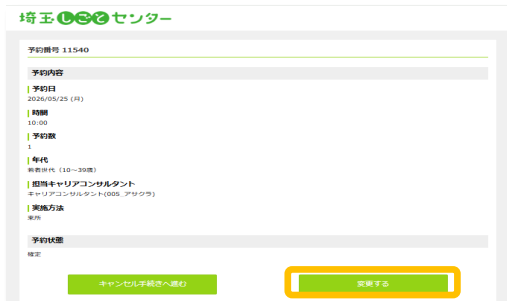 埼玉しごとセンター
予約番号 11540
予約内容
予約日
2026/05/25 (月)
時間
10:00
予約数
1
年代
若者世代（10～39歳）
担当キャリアコンサルタント
キャリアコンサルタント(005_アサクラ)
実施方法
来所
予約状態
確定
キャンセル手続きへ進む
変更する